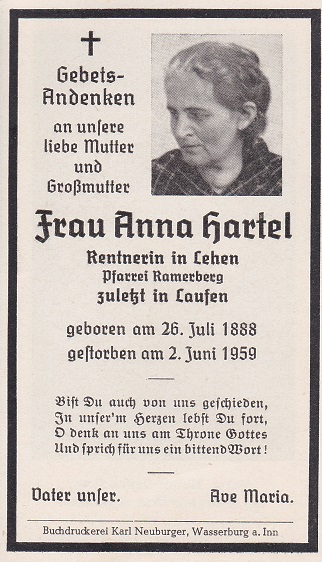 Gebets-
Andenken
an unsere
liebe Mutter
und
Großmutter
Frau Anna Hartel
Rentnerin in Lehen
Pfarrei Ramerberg
zuletzt in Laufen
geboren am 26. Juli 1888
gestorben am 2. Juni 1959
Bist Du auch von uns geschieden,
In unser'm Herzen lebst Du fort,
O denk an uns am Throne Gottes
Und sprich für uns ein bittend Wort!
Vater unser. Ave Maria.
Buchdruckerei Karl Neuburger, Wasserburg a. Inn